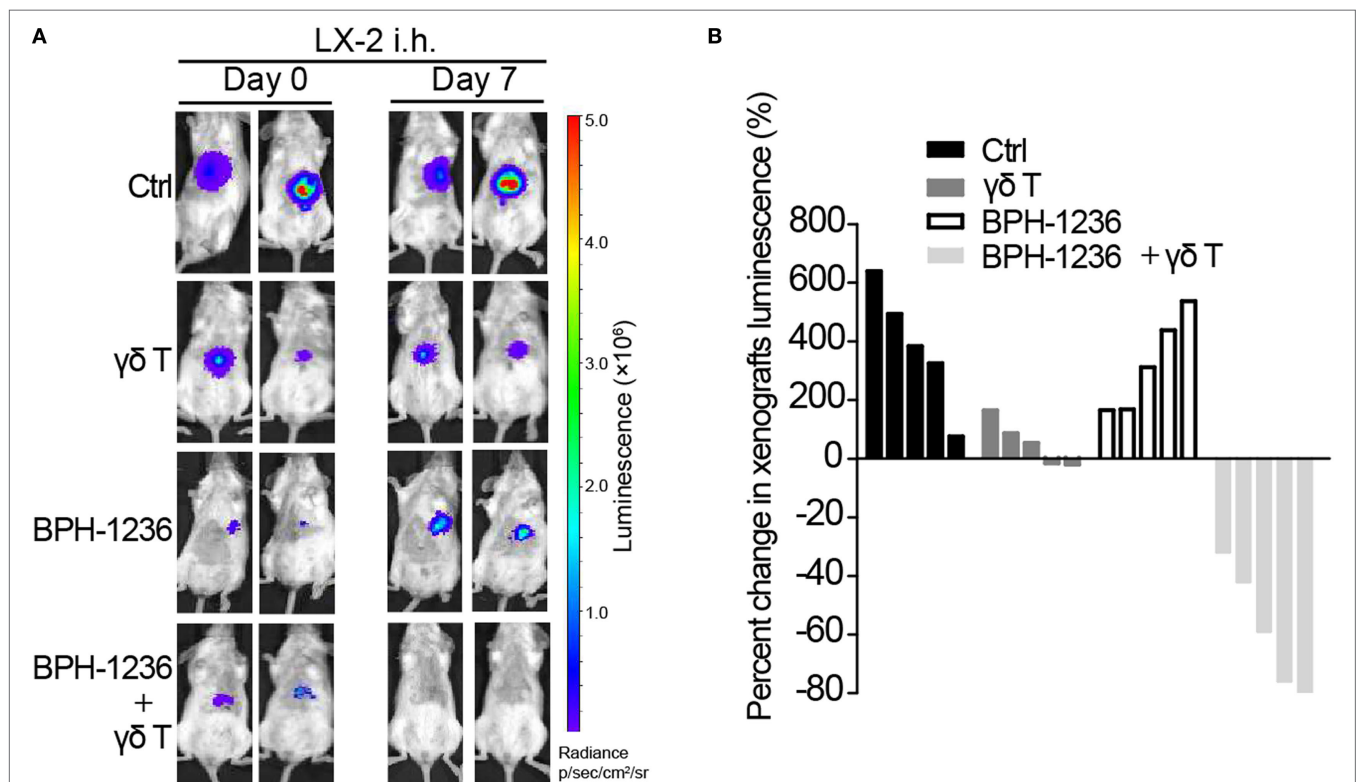 A
LX-2 i.h.
Day 0
Day 7
Ctrl
γδ T
BPH-1236
BPH-1236
+
γδ T
5.0
4.0
3.0
2.0
1.0
Luminescence (×10⁶)
Radiance
p/sec/cm²/sr
B
Percent change in xenografts luminescence (%)
Ctrl
γδ T
BPH-1236
BPH-1236 + γδ T
800
600
400
200
0
-20
-40
-60
-80